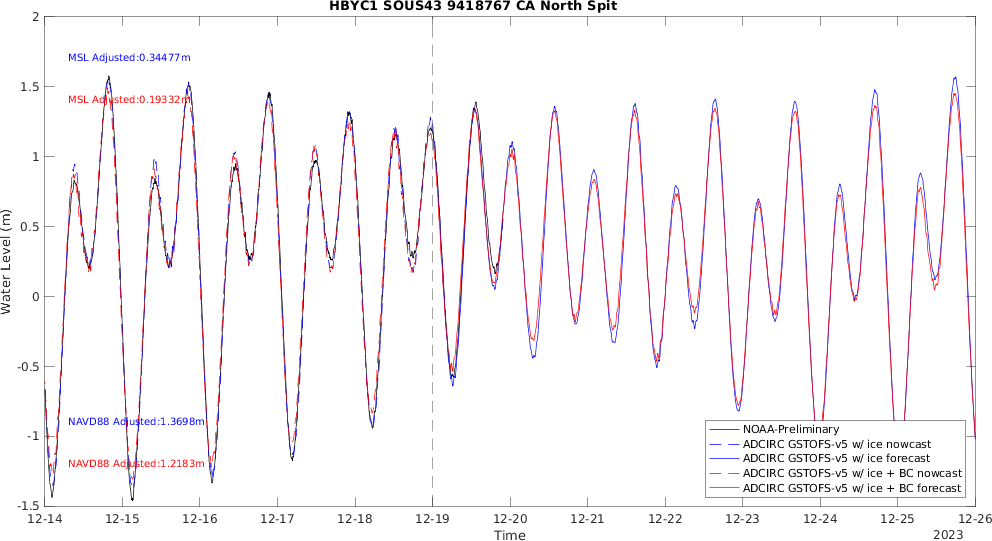 HBYC1 SOUS43 9418767 CA North Spit
2
1.5
1
0.5
0
-0.5
-1
-1.5
Water Level (m)
MSL Adjusted:0.34477m
MSL Adjusted:0.19332m
NAVD88 Adjusted:1.3698m
NAVD88 Adjusted:1.2183m
NOAA-Preliminary
ADCIRC GSTOFS-v5 w/ ice nowcast
ADCIRC GSTOFS-v5 w/ ice forecast
ADCIRC GSTOFS-v5 w/ ice + BC nowcast
ADCIRC GSTOFS-v5 w/ ice + BC forecast
12-14 12-15 12-16 12-17 12-18 12-19 12-20 12-21 12-22 12-23 12-24 12-25 12-26
Time
2023